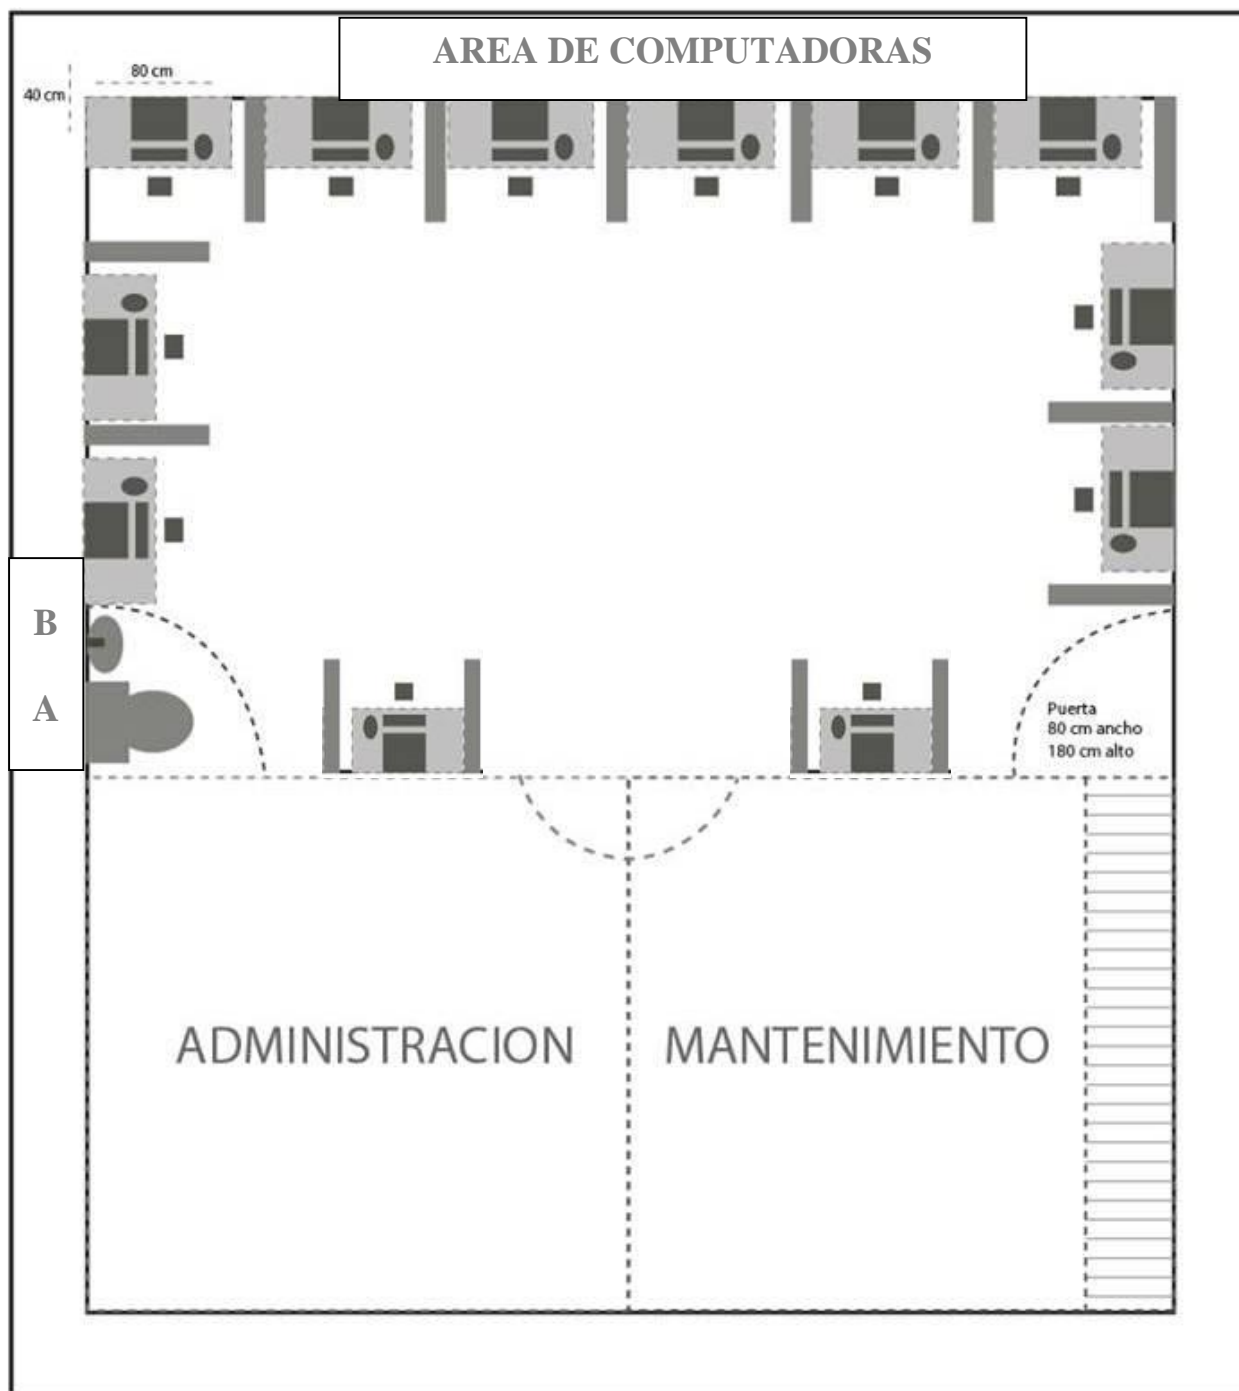 AREA DE COMPUTADORAS
80 cm
40 cm
B
A
Puerta
80 cm ancho
180 cm alto
ADMINISTRACION
MANTENIMIENTO